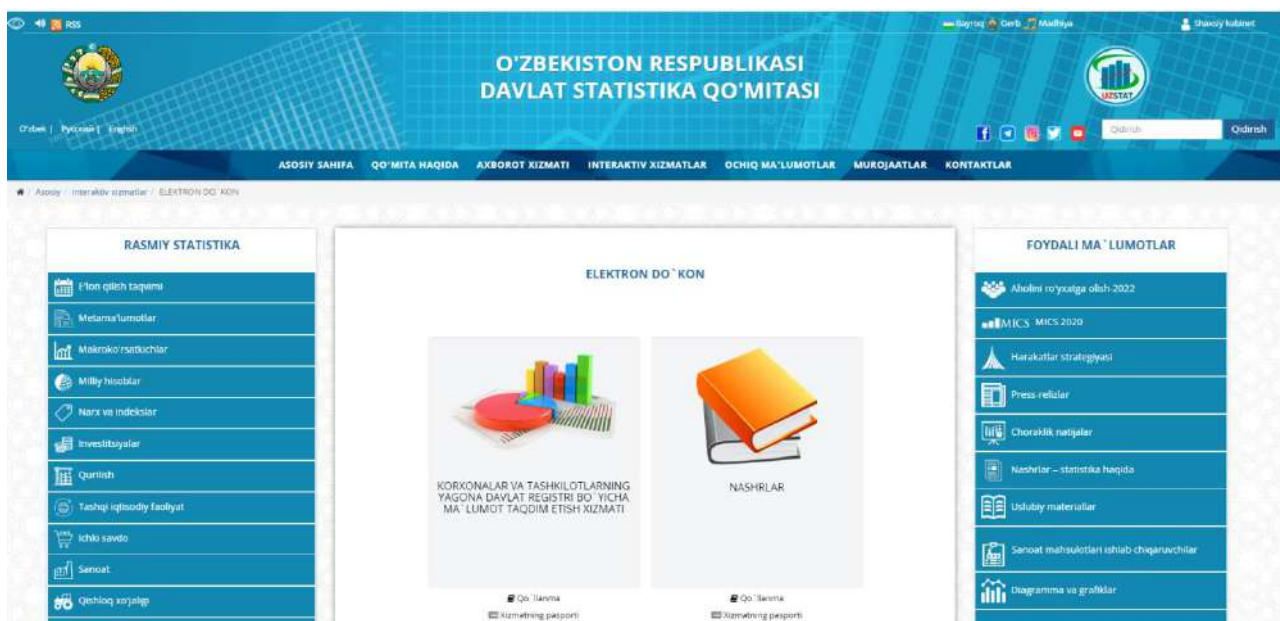 RSS
Bayroq Gerb Madhiya
Shaxsiy kabinet
O'ZBEKISTON RESPUBLIKASI
DAVLAT STATISTIKA QO'MITASI
UZSTAT
O'zbek | Русский | English
Qidirish
Qidirish
ASOSIY SAHIFA QO'MITA HAQIDA AXBOROT XIZMATI INTERAKTIV XIZMATLAR OCHIQ MA'LUMOTLAR MUROJAATLAR KONTAKTLAR
/ Asosiy / Interaktiv xizmatlar / ELEKTRON DO`KON
RASMIY STATISTIKA
E'lon qilish taqvimi
Metama'lumotlar
Makroko'rsatkichlar
Milliy hisoblar
Narx va indekslar
Investitsiyalar
Qurilish
Tashqi iqtisodiy faoliyat
Ichki savdo
Sanoat
Qishloq xo'jaligi
ELEKTRON DO`KON
KORXONALAR VA TASHKILOTLARNING
YAGONA DAVLAT REGISTRI BO`YICHA
MA`LUMOT TAQDIM ETISH XIZMATI
Qo`llanma
Xizmatning pasporti
NASHRLAR
Qo`llanma
Xizmatning pasporti
FOYDALI MA`LUMOTLAR
Aholini ro'yxatga olish-2022
MICS MICS 2020
Harakatlar strategiyasi
Press-relizlar
Choraklik natijalar
Nashrlar – statistika haqida
Uslubiy materiallar
Sanoat mahsulotlari ishlab chiqaruvchilar
Diagramma va grafiklar